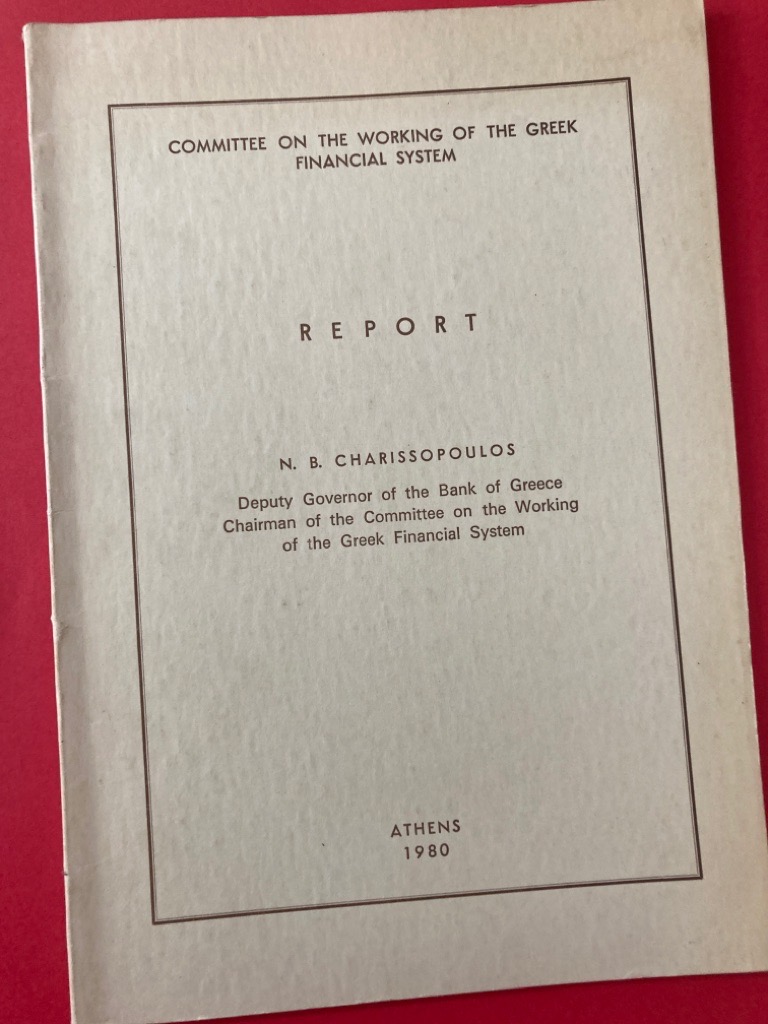 COMMITTEE ON THE WORKING OF THE GREEK
FINANCIAL SYSTEM
REPORT
N. B. CHARISSOPOULOS
Deputy Governor of the Bank of Greece
Chairman of the Committee on the Working
of the Greek Financial System
ATHENS
1980